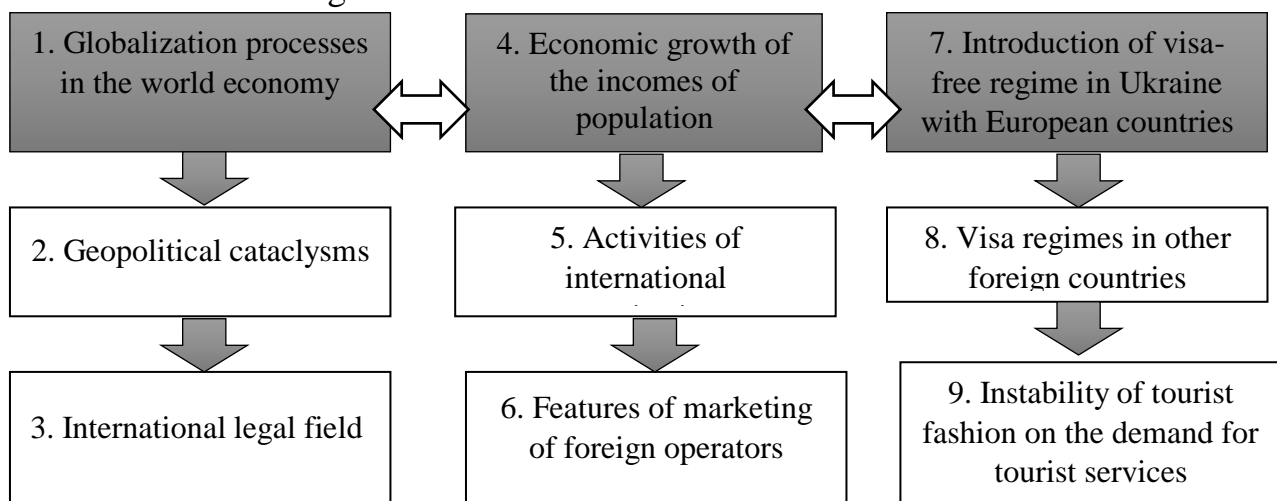 1. Globalization processes
in the world economy
2. Geopolitical cataclysms
3. International legal field
4. Economic growth of
the incomes of
population
5. Activities of
international
6. Features of marketing
of foreign operators
7. Introduction of visa-
free regime in Ukraine
with European countries
8. Visa regimes in other
foreign countries
9. Instability of tourist
fashion on the demand for
tourist services